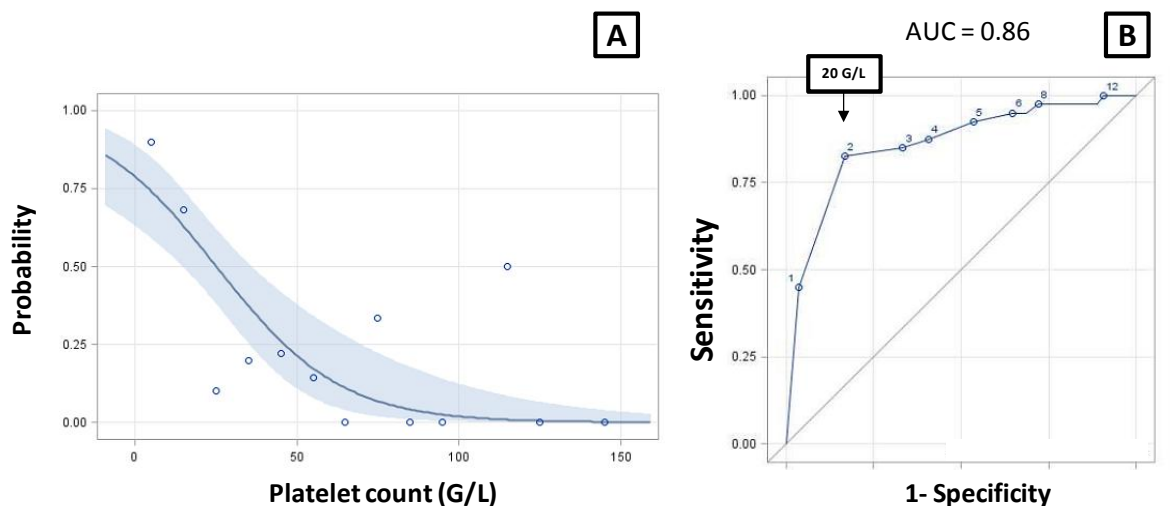 A
1.00
0.75
0.50
0.25
0.00
0
50
100
150
Probability
Platelet count (G/L)
AUC = 0.86
B
20 G/L
1.00
0.75
0.50
0.25
0.00
1
2
3
4
5
6
8
12
Sensitivity
1- Specificity